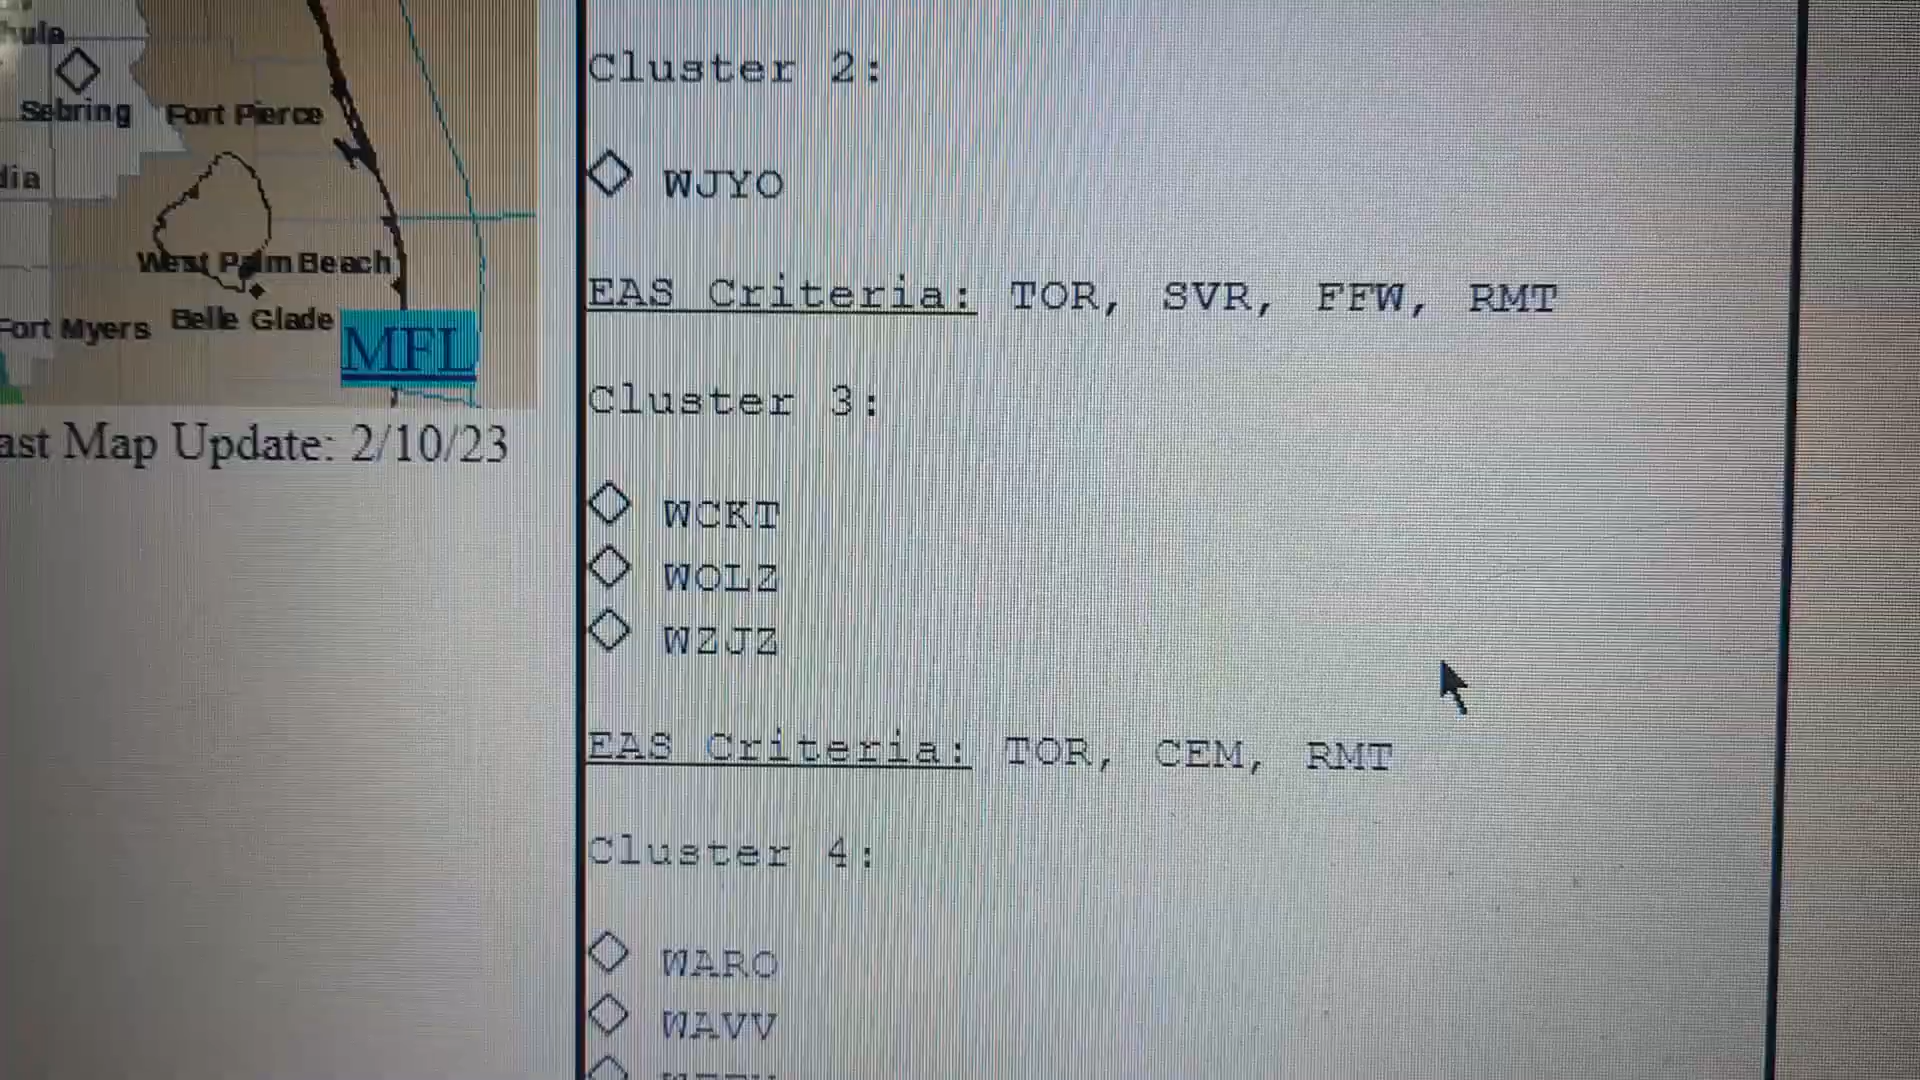 Sebring Fort Pierce
West Palm Beach
Fort Myers Belle Glade
MFL
ast Map Update: 2/10/23
Cluster 2:
WJYO
EAS Criteria: TOR, SVR, FFW, RMT
Cluster 3:
WCKT
WOLZ
WZJZ
EAS Criteria: TOR, CEM, RMT
Cluster 4:
WARO
WAVV